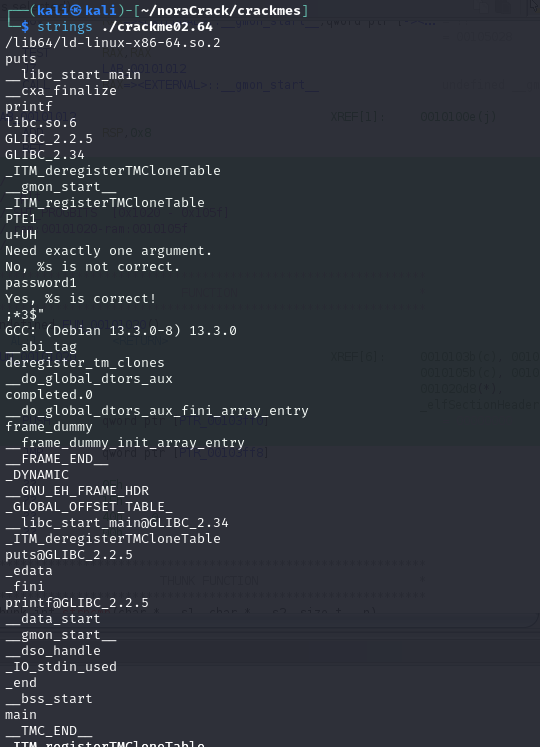 ┌──(kali㉿kali)-[~/noraCrack/crackmes]
└─$ strings ./crackme02.64
/lib64/ld-linux-x86-64.so.2
puts
__libc_start_main
__cxa_finalize
printf
libc.so.6
GLIBC_2.2.5
GLIBC_2.34
_ITM_deregisterTMCloneTable
__gmon_start__
_ITM_registerTMCloneTable
PTE1
u+UH
Need exactly one argument.
No, %s is not correct.
password1
Yes, %s is correct!
;*3$"
GCC: (Debian 13.3.0-8) 13.3.0
__abi_tag
deregister_tm_clones
__do_global_dtors_aux
completed.0
__do_global_dtors_aux_fini_array_entry
frame_dummy
__frame_dummy_init_array_entry
__FRAME_END__
_DYNAMIC
__GNU_EH_FRAME_HDR
_GLOBAL_OFFSET_TABLE_
__libc_start_main@GLIBC_2.34
_ITM_deregisterTMCloneTable
puts@GLIBC_2.2.5
_edata
_fini
printf@GLIBC_2.2.5
__data_start
__gmon_start__
__dso_handle
_IO_stdin_used
_end
__bss_start
main
__TMC_END__
_ITM_registerTMCloneTable